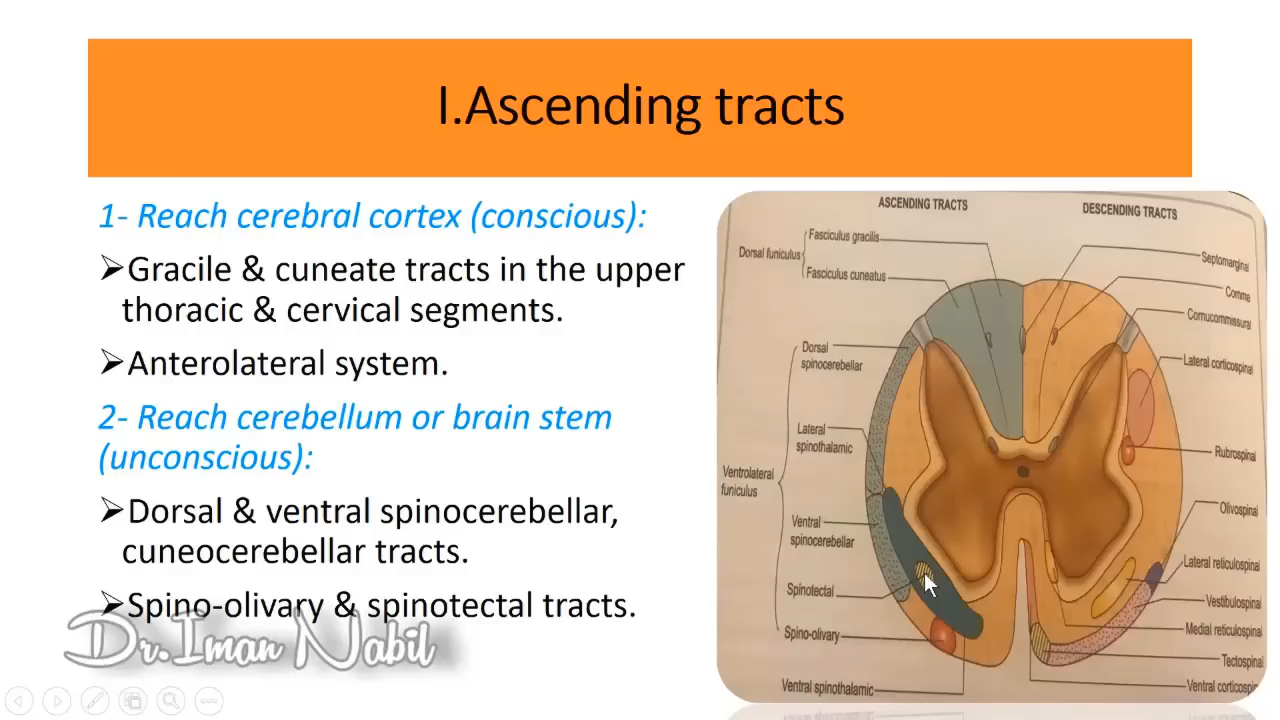 I.Ascending tracts
1- Reach cerebral cortex (conscious):
➢Gracile & cuneate tracts in the upper
thoracic & cervical segments.
➢Anterolateral system.
2- Reach cerebellum or brain stem
(unconscious):
➢Dorsal & ventral spinocerebellar,
cuneocerebellar tracts.
➢Spino-olivary & spinotectal tracts.
Dr.Iman Nabil
ASCENDING TRACTS
DESCENDING TRACTS
Dorsal funiculus
Fasciculus gracilis
Fasciculus cuneatus
Dorsal
spinocerebellar
Lateral
spinothalamic
Ventrolateral
funiculus
Ventral
spinocerebellar
Spinotectal
Spino-olivary
Ventral spinothalamic
Septomarginal
Comma
Cornucommissural
Lateral corticospinal
Rubrospinal
Olivospinal
Lateral reticulospinal
Vestibulospinal
Medial reticulospinal
Tectospinal
Ventral corticospin